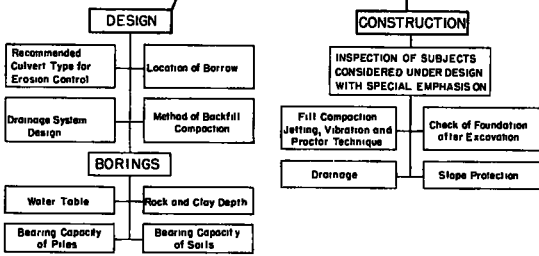 DESIGN
Recommended
Culvert Type for
Erosion Control
Location of Borrow
Drainage System
Design
Method of Backfill
Compaction
BORINGS
Water Table
Rock and Clay Depth
Bearing Capacity
of Piles
Bearing Capacity
of Soils
CONSTRUCTION
INSPECTION OF SUBJECTS
CONSIDERED UNDER DESIGN
WITH SPECIAL EMPHASIS ON
Fill Compaction
Jetting, Vibration and
Proctor Technique
Check of Foundation
after Excavation
Drainage
Slope Protection